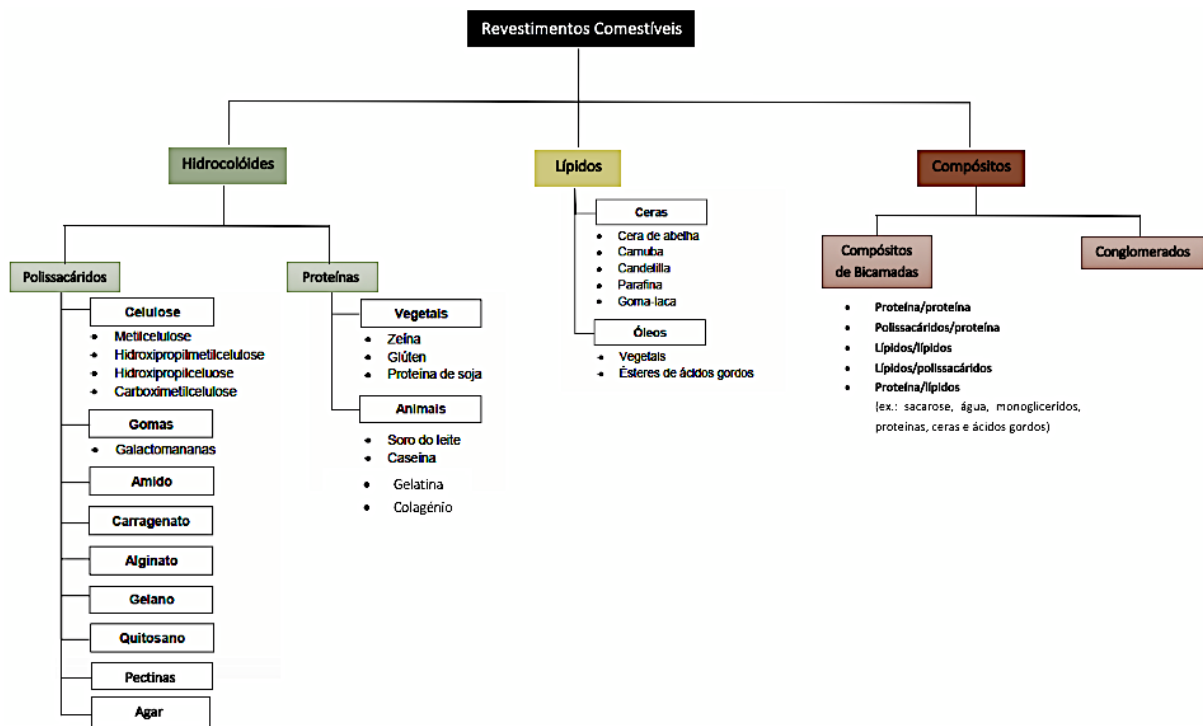 Revestimentos Comestíveis
Hidrocolóides
Lípidos
Compósitos
Polissacáridos
Proteínas
Celulose
• Metilcelulose
• Hidroxipropilmetilcelulose
• Hidroxipropilceluose
• Carboximetilcelulose
Gomas
• Galactomananas
Amido
Carragenato
Alginato
Gelano
Quitosano
Pectinas
Agar
Vegetais
• Zeína
• Glúten
• Proteína de soja
Animais
• Soro do leite
• Caseína
• Gelatina
• Colagénio
Ceras
• Cera de abelha
• Carnuba
• Candelilla
• Parafina
• Goma-laca
Óleos
• Vegetais
• Ésteres de ácidos gordos
Compósitos
de Bicamadas
• Proteína/proteína
• Polissacáridos/proteína
• Lípidos/lípidos
• Lípidos/polissacáridos
• Proteína/lípidos
(ex.: sacarose, água, monogliceridos,
proteínas, ceras e ácidos gordos)
Conglomerados